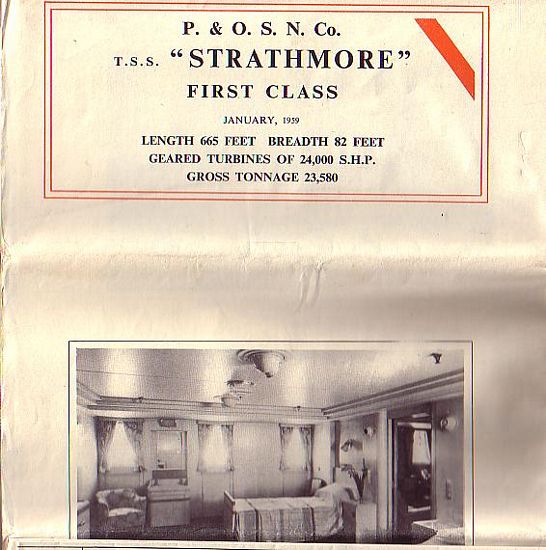 P. & O. S. N. Co.
T.S.S. “STRATHMORE”
FIRST CLASS
JANUARY, 1959
LENGTH 665 FEET BREADTH 82 FEET
GEARED TURBINES OF 24,000 S.H.P.
GROSS TONNAGE 23,580